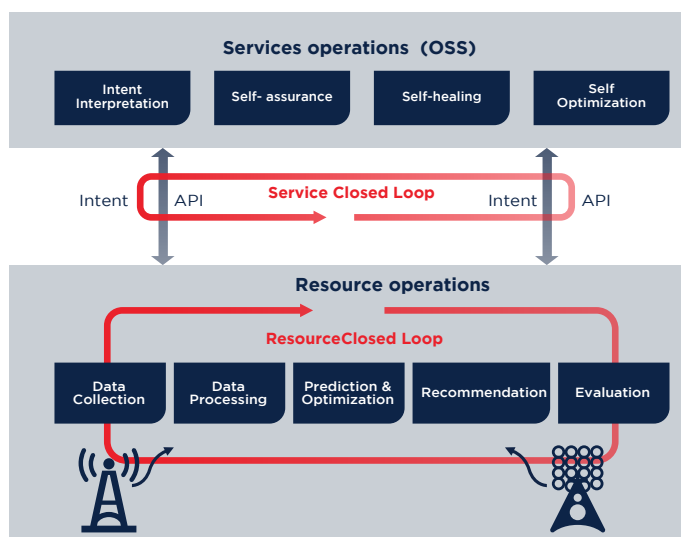 Services operations (OSS)
Intent
Interpretation
Self- assurance
Self-healing
Self
Optimization
Intent
API
Service Closed Loop
Intent
API
Resource operations
ResourceClosed Loop
Data
Collection
Data
Processing
Prediction &
Optimization
Recommendation
Evaluation